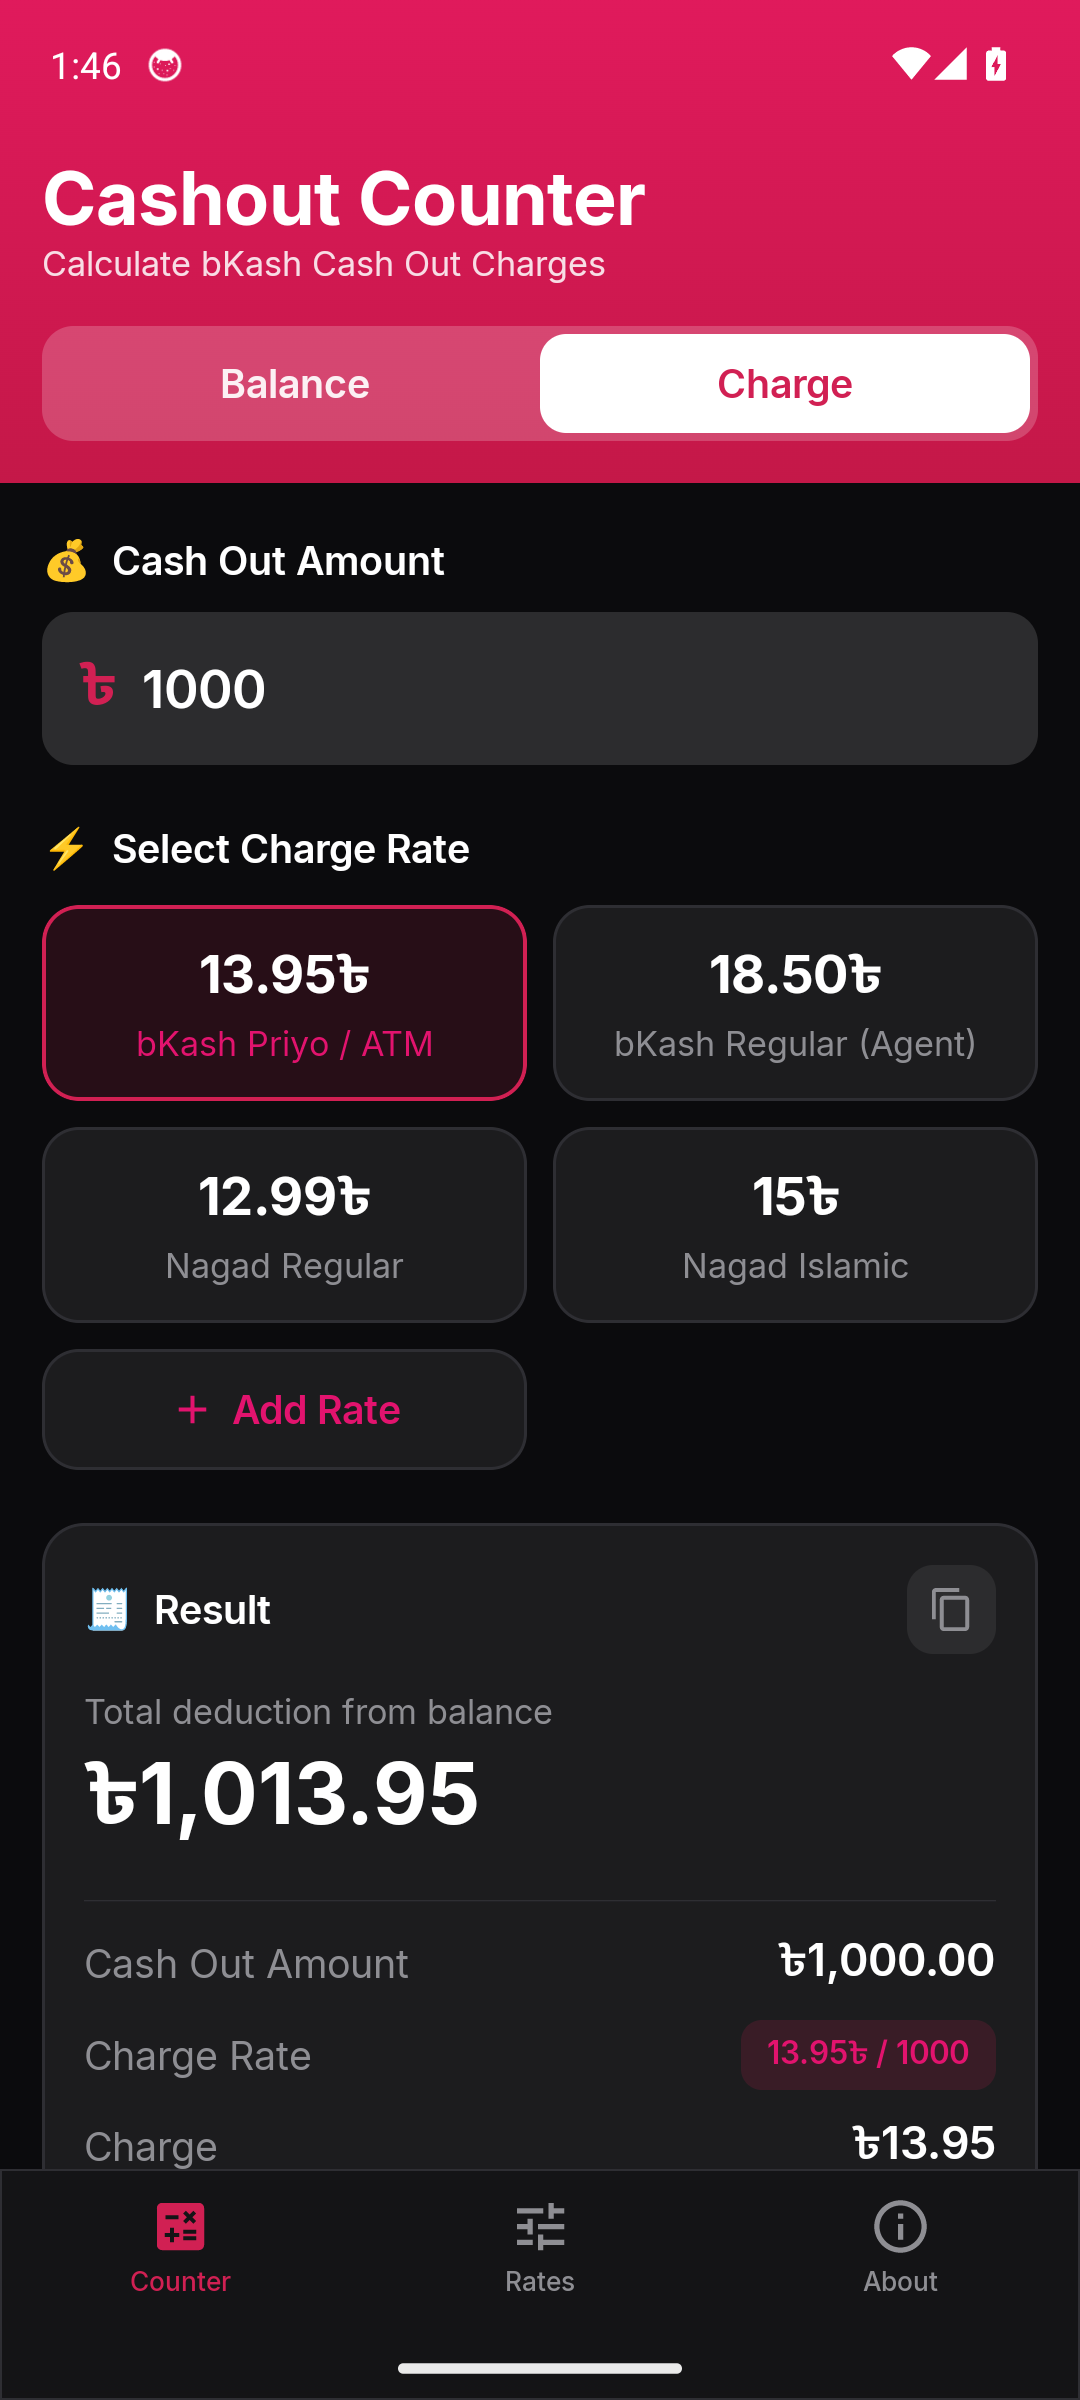 1:46
Cashout Counter
Calculate bKash Cash Out Charges
Balance
Charge
Cash Out Amount
৳ 1000
Select Charge Rate
13.95৳
bKash Priyo / ATM
18.50৳
bKash Regular (Agent)
12.99৳
Nagad Regular
15৳
Nagad Islamic
+ Add Rate
Result
Total deduction from balance
৳1,013.95
Cash Out Amount
৳1,000.00
Charge Rate
13.95৳ / 1000
Charge
৳13.95
Counter
Rates
About